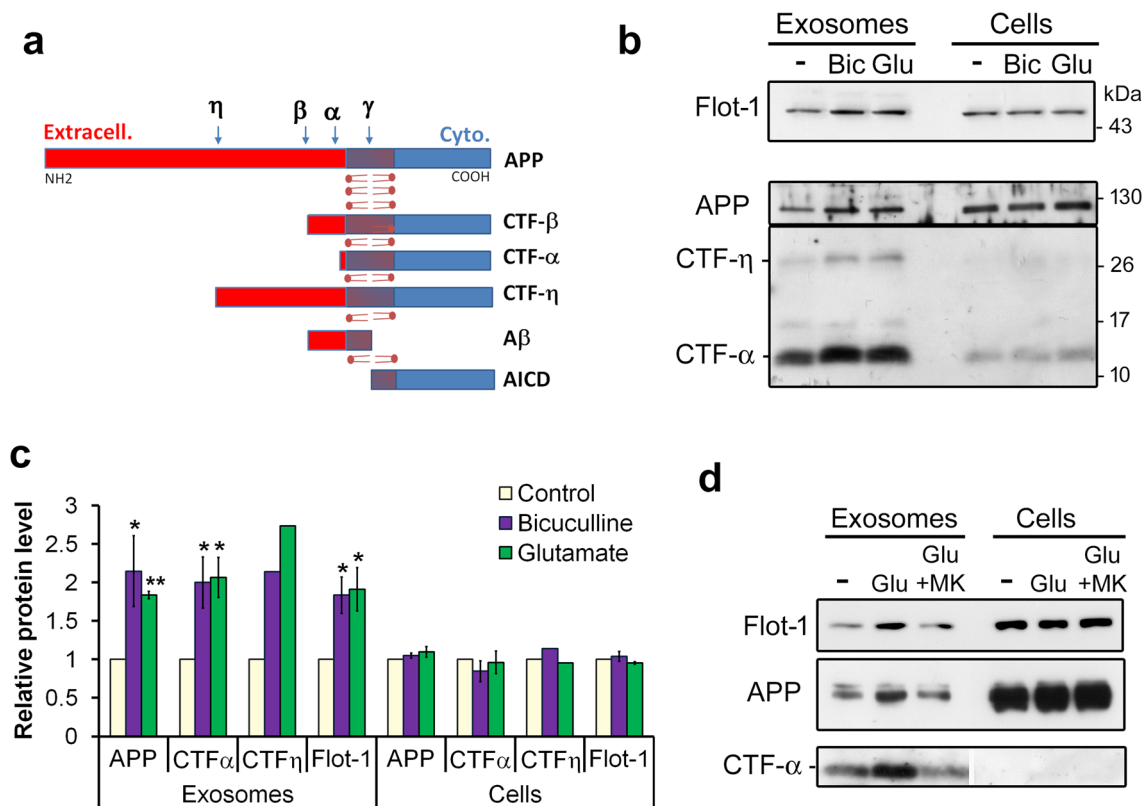 a
η β α γ
Extracell. Cyto.
APP
NH2 COOH
CTF-β
CTF-α
CTF-η
Aβ
AICD
b
Exosomes Cells
- Bic Glu - Bic Glu
kDa
Flot-1
43
APP
130
CTF-η
26
17
CTF-α
10
c
Control
Bicuculline
Glutamate
Relative protein level
3
2.5
2
1.5
1
0.5
0
* ** * * * *
APP CTFα CTFη Flot-1 APP CTFα CTFη Flot-1
Exosomes Cells
d
Exosomes Cells
- Glu Glu +MK - Glu Glu +MK
Flot-1
APP
CTF-α